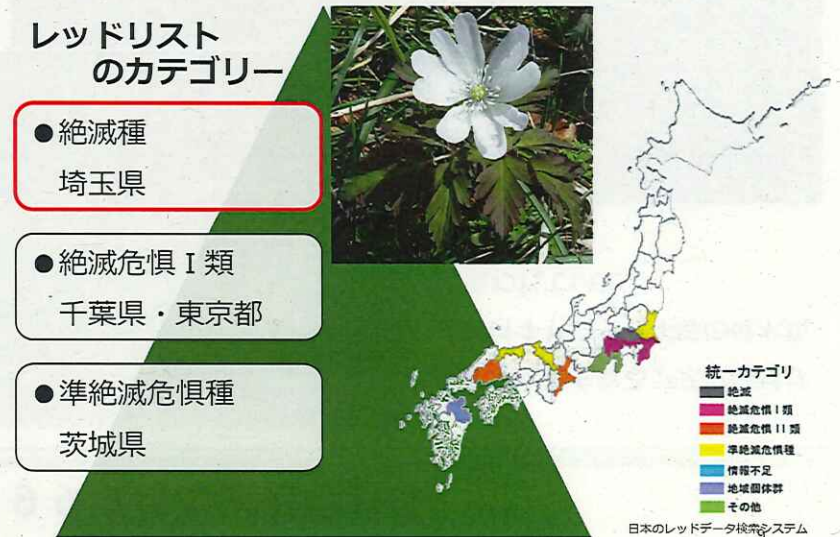 レッドリスト
のカテゴリー
●絶滅種
埼玉県
●絶滅危惧Ⅰ類
千葉県・東京都
●準絶滅危惧種
茨城県
統一カテゴリ
絶滅
絶滅危惧Ⅰ類
絶滅危惧ⅠⅠ類
準絶滅危惧種
情報不足
地域個体群
その他
日本のレッドデータ検索システム